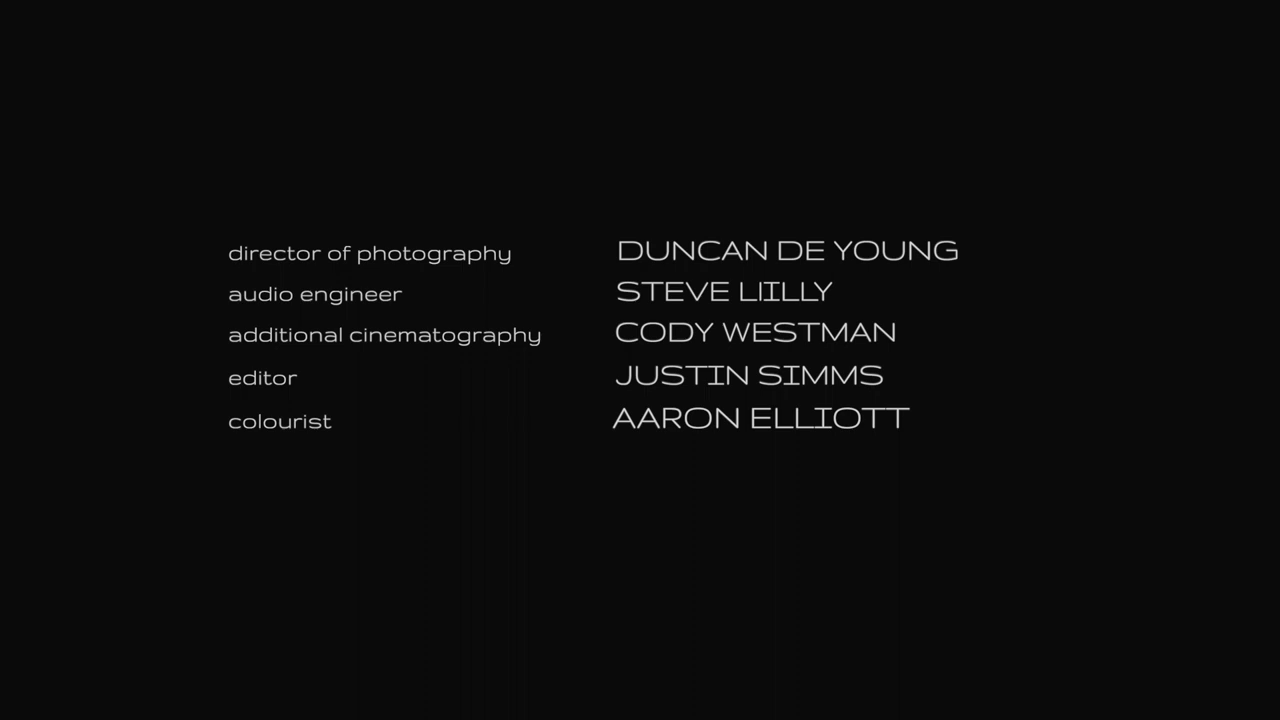 director of photography DUNCAN DE YOUNG
audio engineer STEVE LIILLY
additional cinematography CODY WESTMAN
editor JUSTIN SIMMS
colourist AARON ELLIOTT